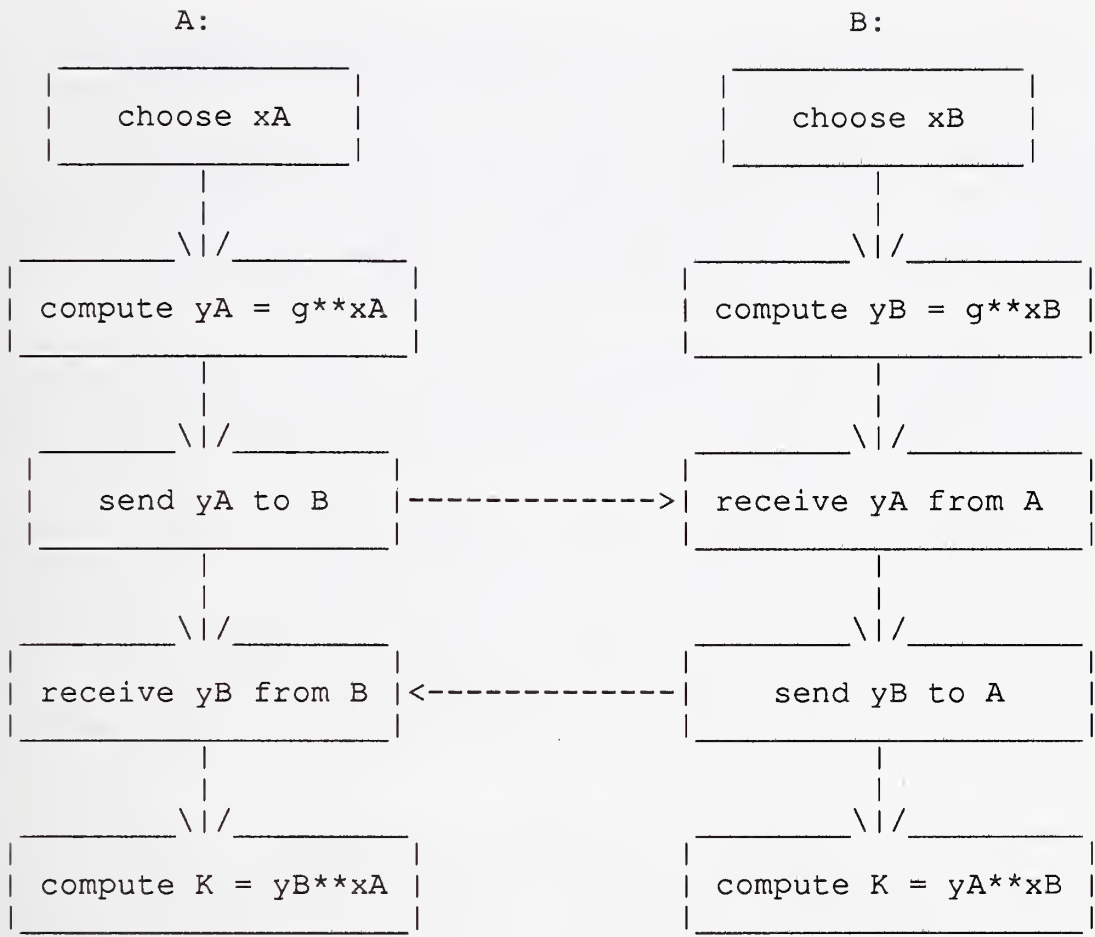 A: B:
choose xA choose xB
compute yA = g**xA compute yB = g**xB
send yA to B receive yA from A
receive yB from B send yB to A
compute K = yB**xA compute K = yA**xB